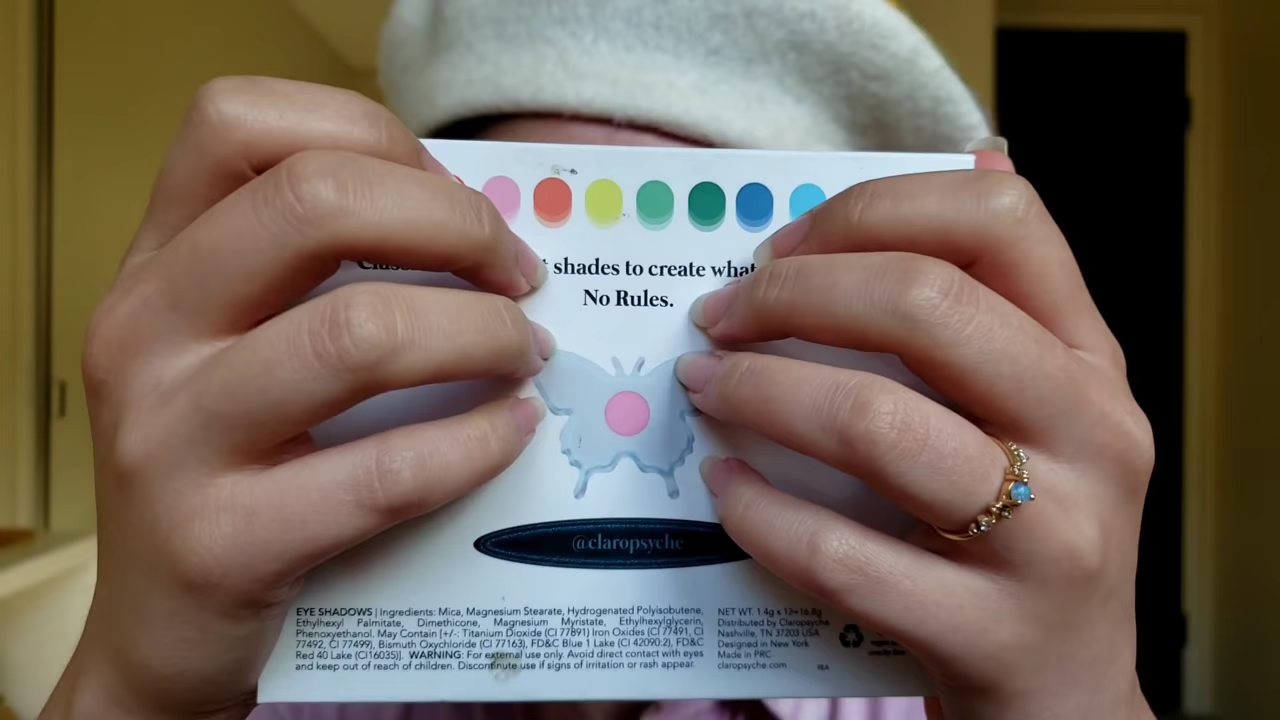 shades to create what
No Rules.
@claropsyche
EYE SHADOWS | Ingredients: Mica, Magnesium Stearate, Hydrogenated Polyisobutene,
Ethylhexyl Palmitate, Dimethicone, Magnesium Myristate, Ethylhexylglycerin,
Phenoxyethanol. May Contain [+/-: Titanium Dioxide (CI 77891) Iron Oxides (CI 77491, CI
77492, CI 77499), Bismuth Oxychloride (CI 77163), FD&C Blue 1 Lake (CI 42090:2), FD&C
Red 40 Lake (CI16035)]. WARNING: For external use only. Avoid direct contact with eyes
and keep out of reach of children. Discontinue use if signs of irritation or rash appear.
NET WT. 1.4g x 12=16.8g
Distributed by Claropsyche
Nashville, TN 37203 USA
Designed in New York
Made in PRC
claropsyche.com